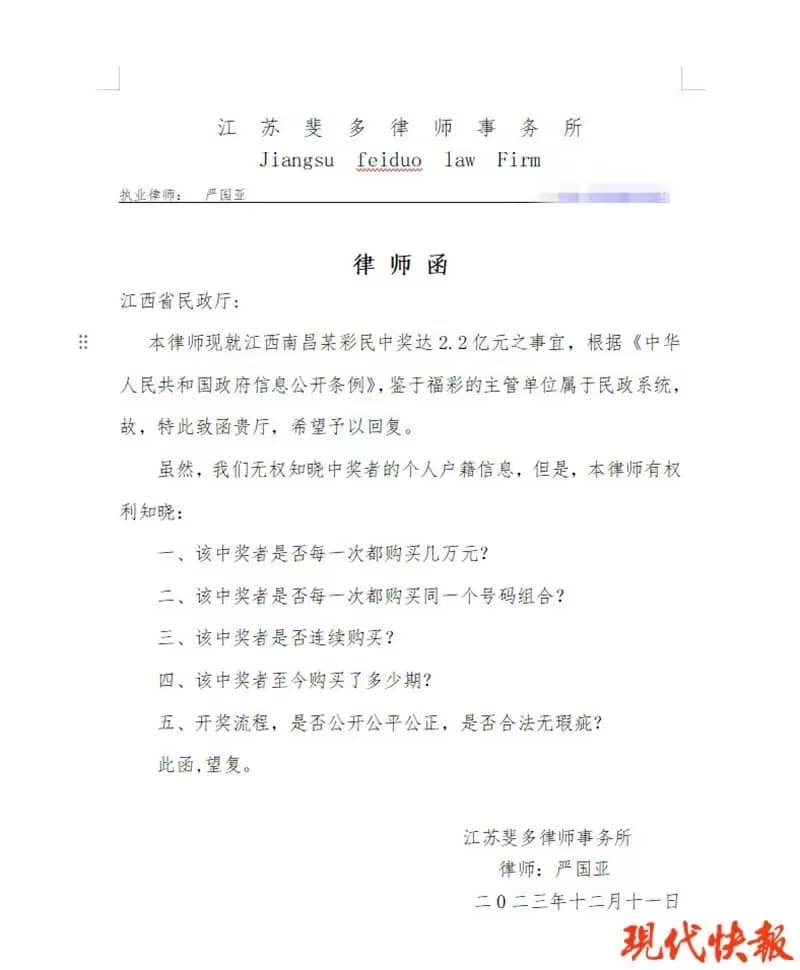 江 苏 斐 多 律 师 事 务 所
Jiangsu feiduo law Firm
执业律师： 严国亚
律 师 函
江西省民政厅：
本律师现就江西南昌某彩民中奖达 2.2 亿元之事宜，根据《中华
人民共和国政府信息公开条例》，鉴于福彩的主管单位属于民政系统，
故，特此致函贵厅，希望予以回复。
虽然，我们无权知晓中奖者的个人户籍信息，但是，本律师有权
利知晓：
一、该中奖者是否每一次都购买几万元？
二、该中奖者是否每一次都购买同一个号码组合？
三、该中奖者是否连续购买？
四、该中奖者至今购买了多少期？
五、开奖流程，是否公开公平公正，是否合法无瑕疵？
此函,望复。
江苏斐多律师事务所
律师：严国亚
二〇二三年十二月十一日
现代快報